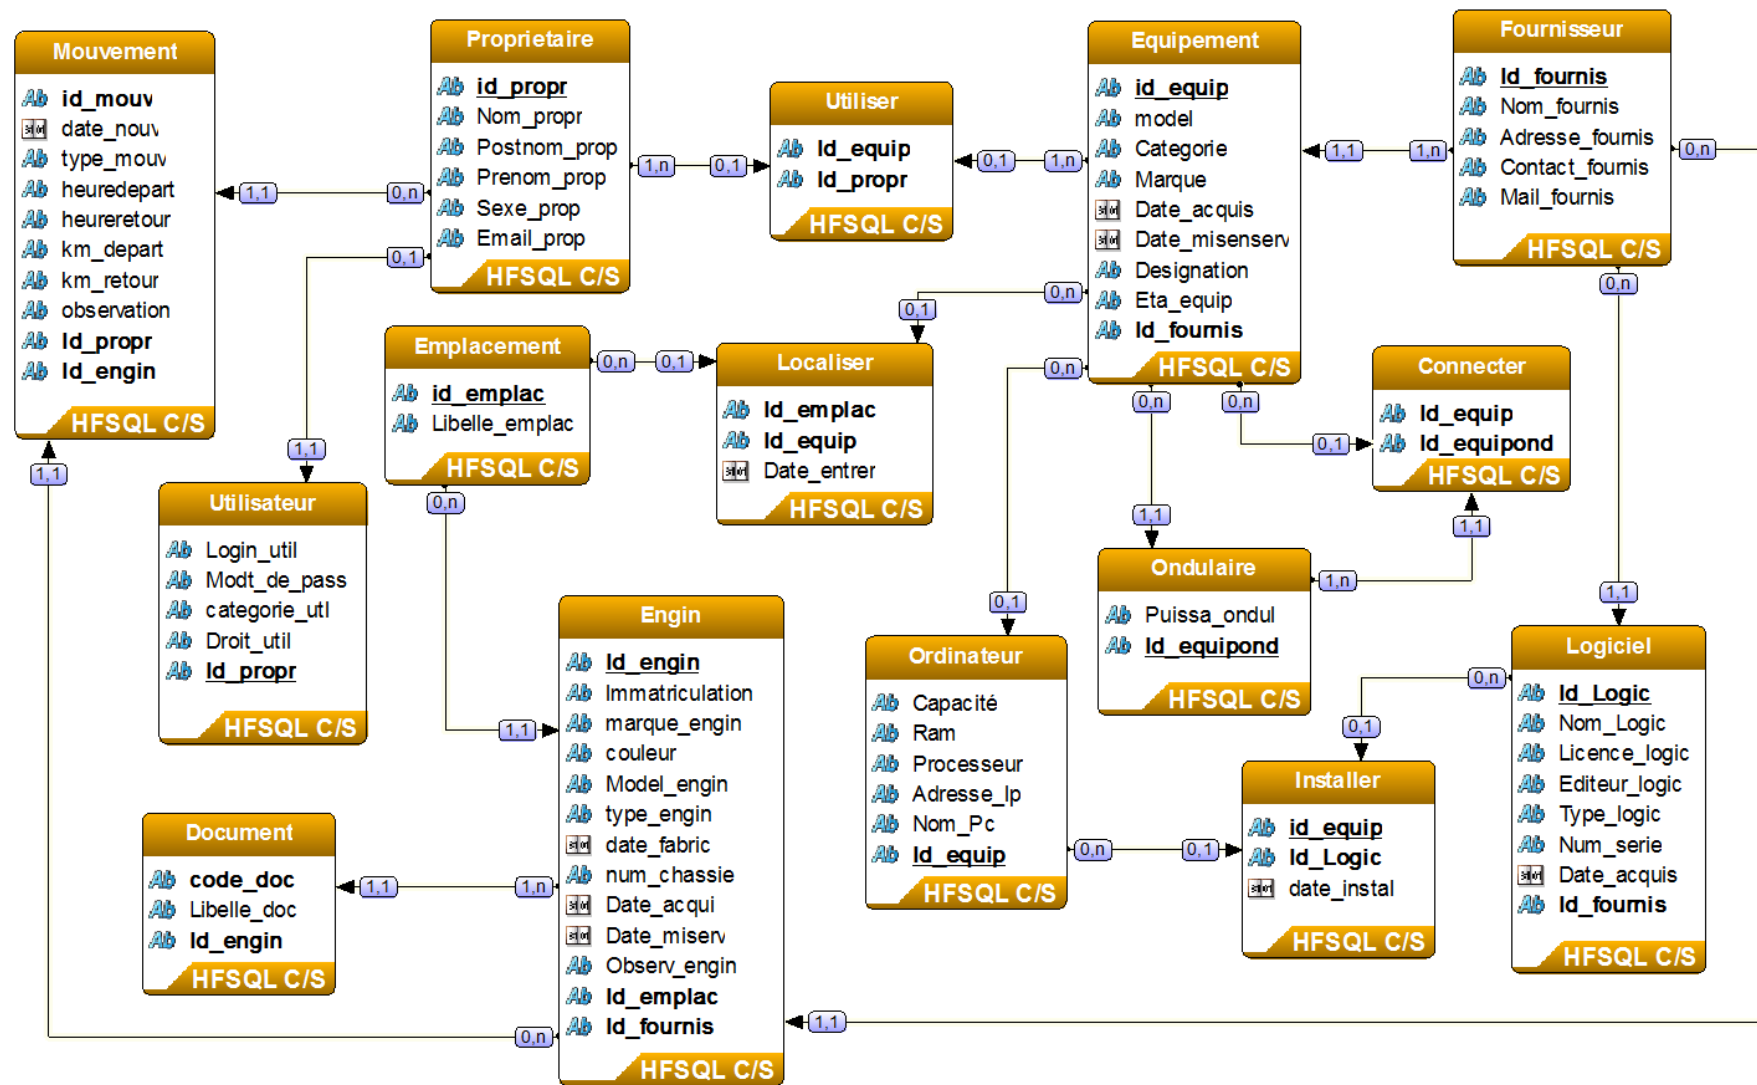 Mouvement
id_mouv
date_nouv
type_mouv
heuredepart
heureretour
km_depart
km_retour
observation
Id_propr
Id_engin
HFSQL C/S
Proprietaire
id_propr
Nom_propr
Postnom_prop
Prenom_prop
Sexe_prop
Email_prop
HFSQL C/S
Utiliser
Id_equip
Id_propr
HFSQL C/S
Equipement
id_equip
model
Categorie
Marque
Date_acquis
Date_misenserv
Designation
Eta_equip
Id_fournis
HFSQL C/S
Fournisseur
Id_fournis
Nom_fournis
Adresse_fournis
Contact_fournis
Mail_fournis
HFSQL C/S
1,1
0,n
1,n
0,1
0,1
1,n
1,1
1,n
0,n
0,1
1,1
0,n
0,1
0,n
0,1
0,n
0,1
0,n
1,1
0,n
0,1
0,n
1,1
Emplacement
id_emplac
Libelle_emplac
HFSQL C/S
Localiser
Id_emplac
Id_equip
Date_entrer
HFSQL C/S
Connecter
Id_equip
Id_equipond
HFSQL C/S
1,1
0,n
1,1
1,n
1,1
Utilisateur
Login_util
Modt_de_pass
categorie_utl
Droit_util
Id_propr
HFSQL C/S
Ondulaire
Puissa_ondul
Id_equipond
HFSQL C/S
Engin
Id_engin
Immatriculation
marque_engin
couleur
Model_engin
type_engin
date_fabric
num_chassie
Date_acqui
Date_miserv
Observ_engin
Id_emplac
Id_fournis
HFSQL C/S
Ordinateur
Capacité
Ram
Processeur
Adresse_Ip
Nom_Pc
Id_equip
HFSQL C/S
Logiciel
Id_Logic
Nom_Logic
Licence_logic
Editeur_logic
Type_logic
Num_serie
Date_acquis
Id_fournis
HFSQL C/S
0,n
0,1
Installer
id_equip
Id_Logic
date_instal
HFSQL C/S
0,n
0,1
Document
code_doc
Libelle_doc
Id_engin
HFSQL C/S
1,1
1,n
0,n
1,1